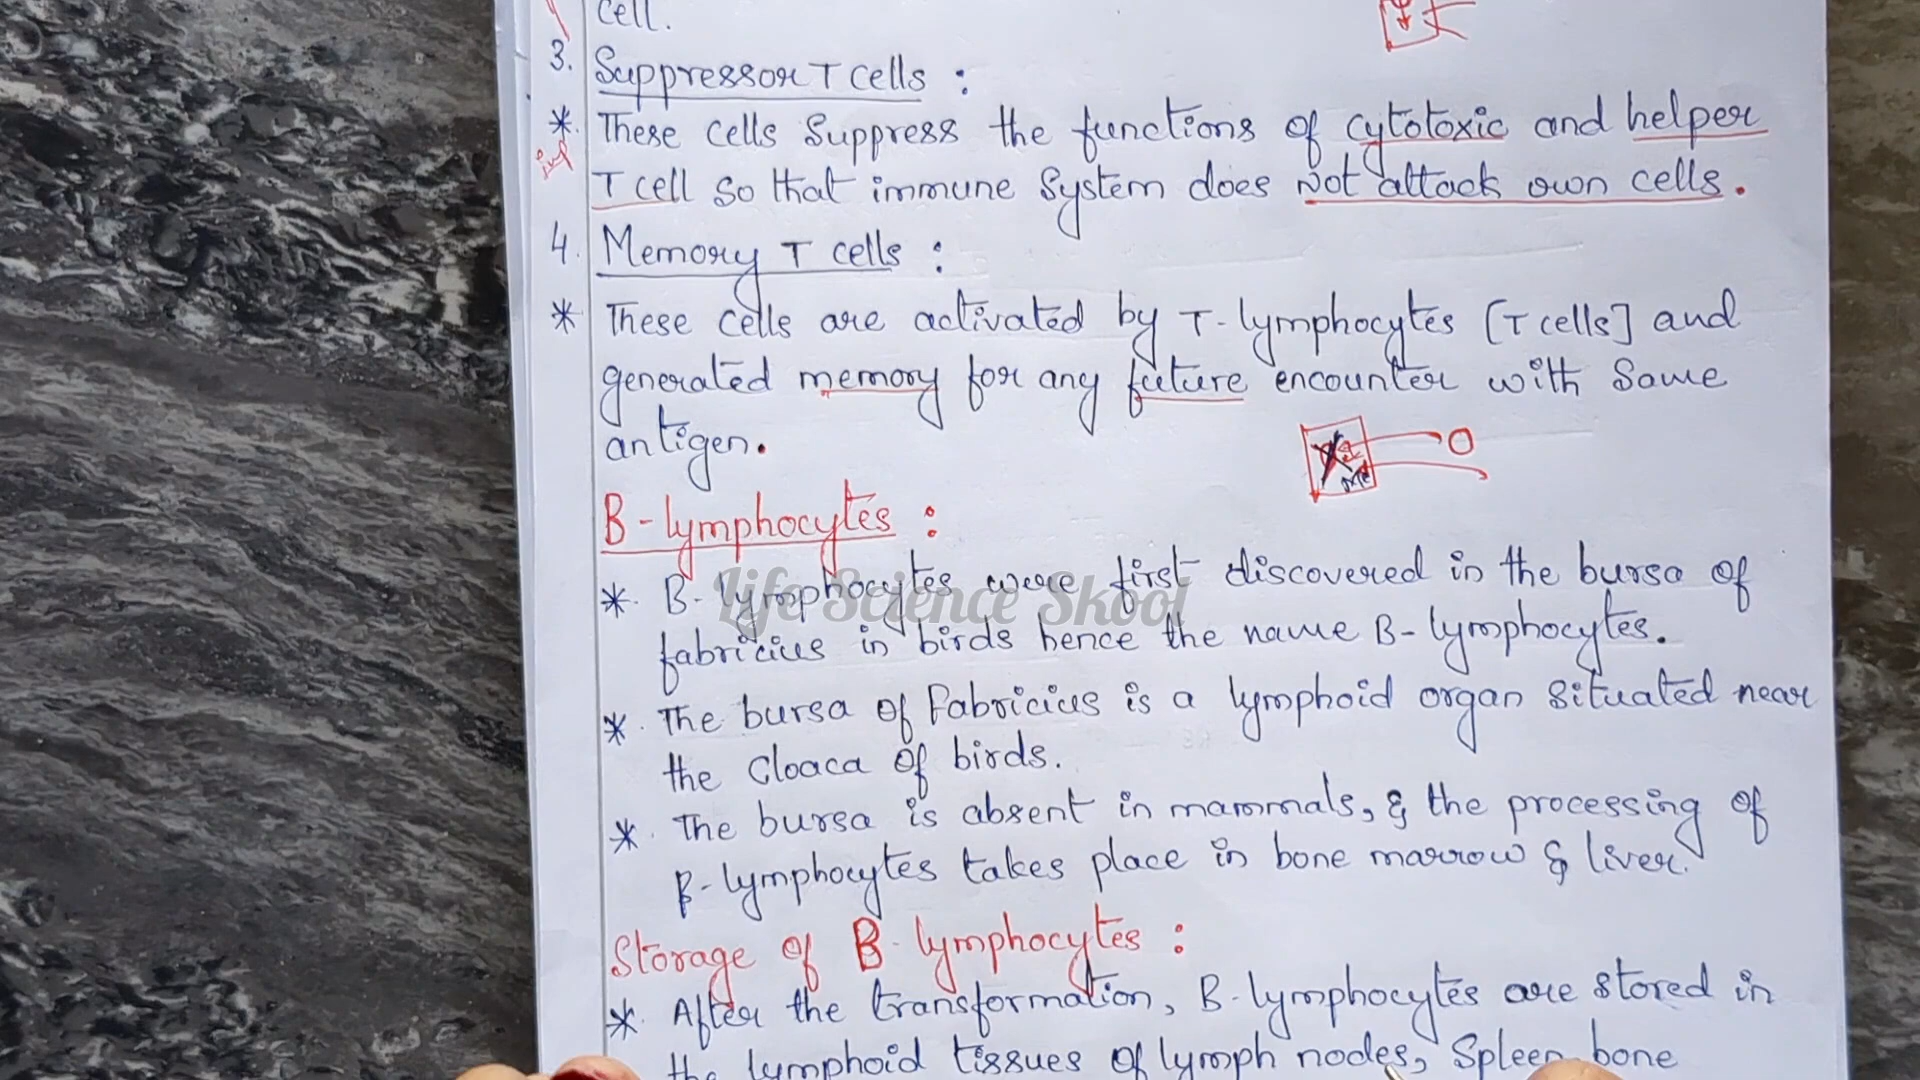 cell.
3. Suppressor T cells :
*. These cells suppress the functions of cytotoxic and helper
imp
T cell so that immune system does not attack own cells.
4. Memory T cells :
* These cells are activated by T-lymphocytes [T cells] and
generated memory for any future encounter with same
antigen.
B-lymphocytes :
*. B-lymphocytes were first discovered in the bursa of
Life Science Skool
fabricius in birds hence the name B-lymphocytes.
*. The bursa of Fabricius is a lymphoid organ situated near
the cloaca of birds.
*. The bursa is absent in mammals, & the processing of
B-lymphocytes takes place in bone marrow & liver.
Storage of B-lymphocytes :
*. After the transformation, B-lymphocytes are stored in
the lymphoid tissues of lymph nodes, Spleen bone